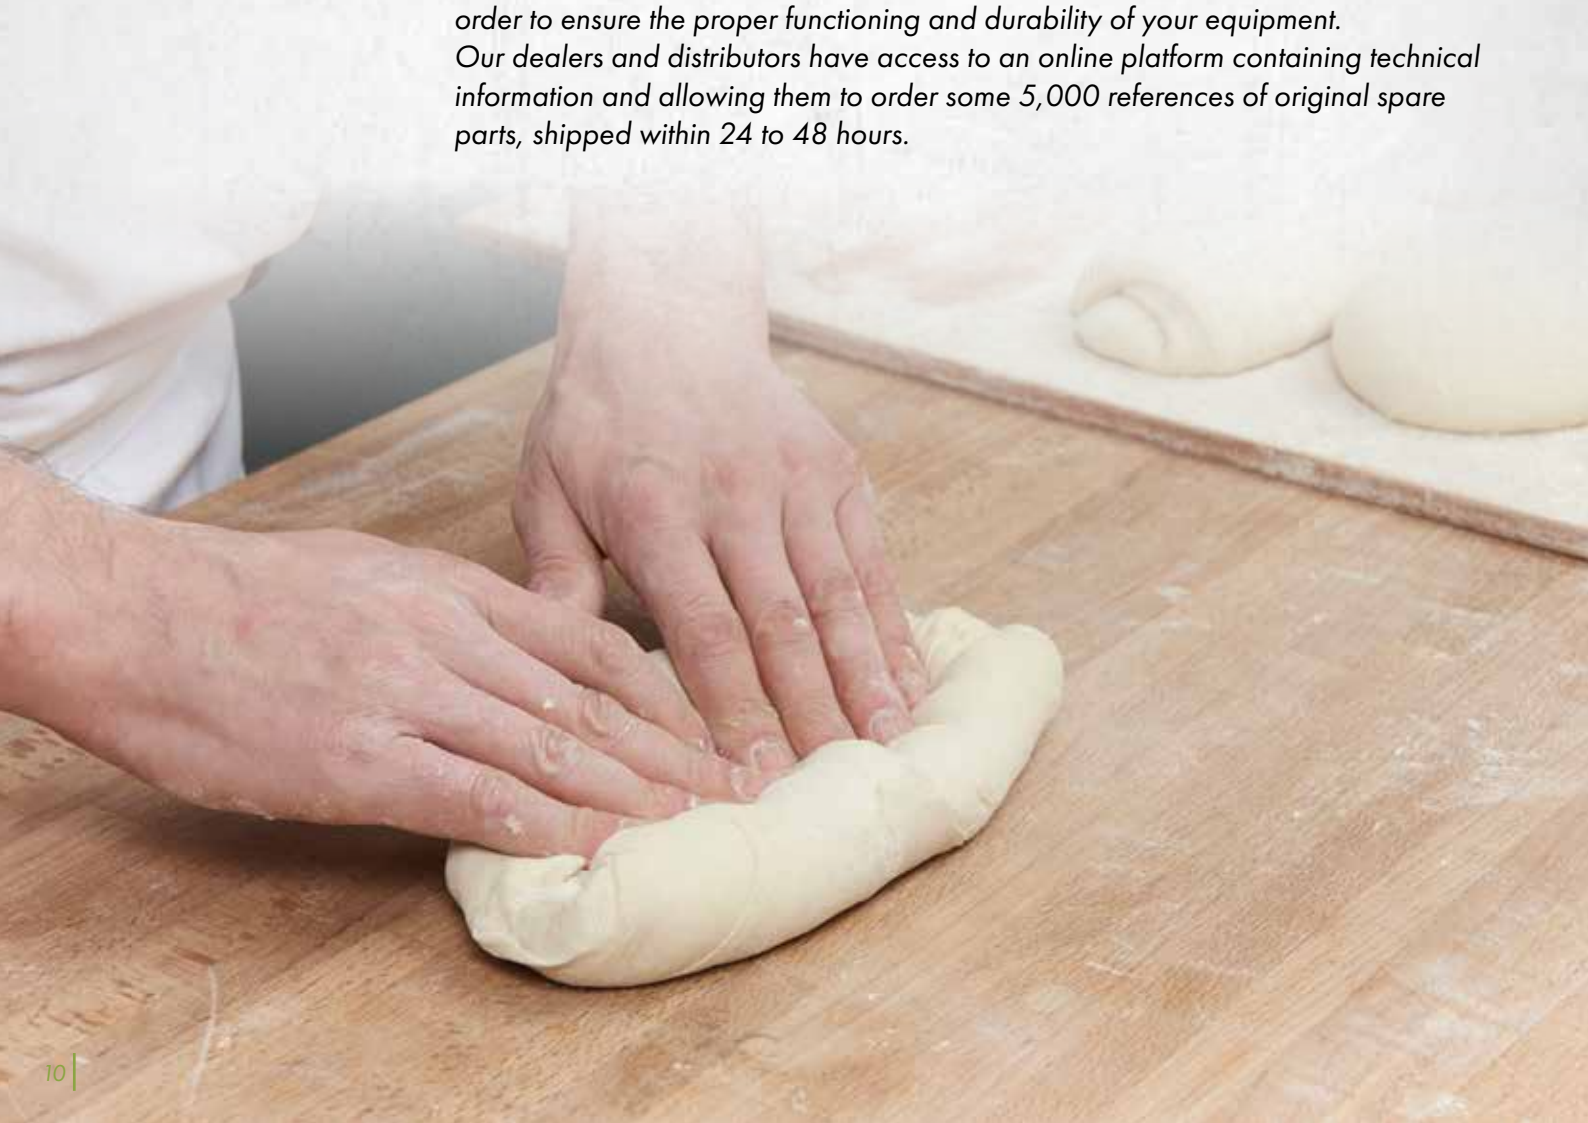 order to ensure the proper functioning and durability of your equipment.
Our dealers and distributors have access to an online platform containing technical
information and allowing them to order some 5,000 references of original spare
parts, shipped within 24 to 48 hours.
10